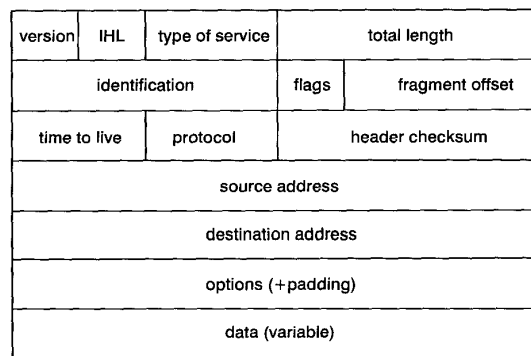 version IHL type of service total length
identification flags fragment offset
time to live protocol header checksum
source address
destination address
options (+padding)
data (variable)